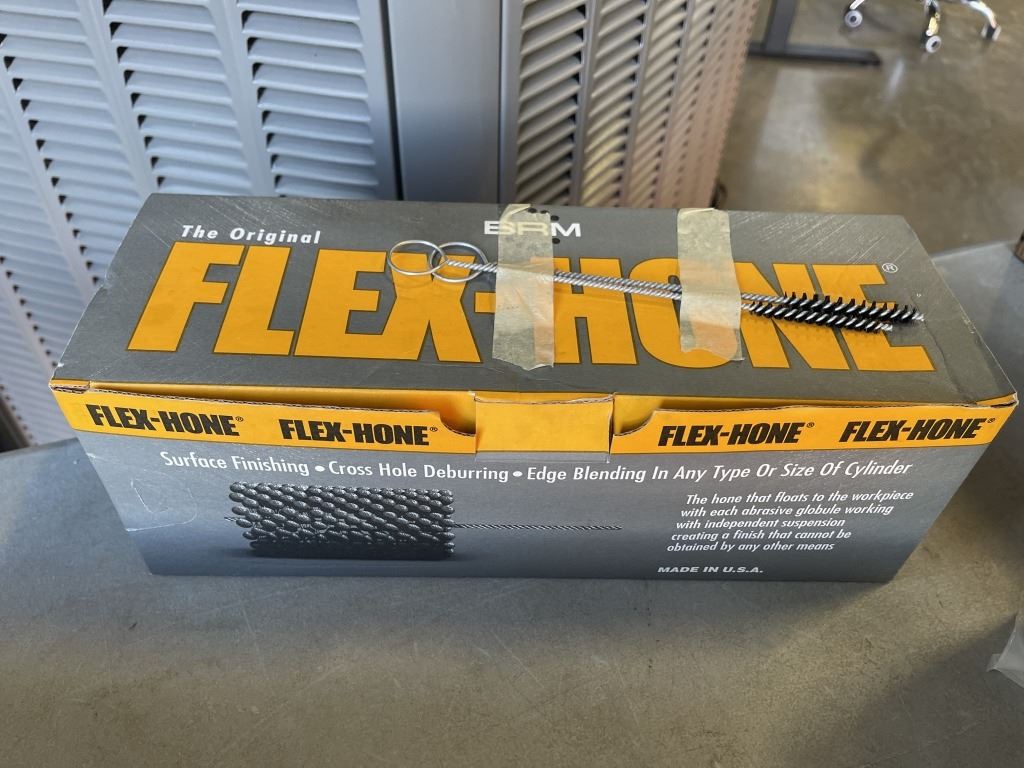 BRM
The Original
FLEX-HONE®
FLEX-HONE® FLEX-HONE® FLEX-HONE® FLEX-HONE®
Surface Finishing • Cross Hole Deburring • Edge Blending In Any Type Or Size Of Cylinder
The hone that floats to the workpiece
with each abrasive globule working
with independent suspension
creating a finish that cannot be
obtained by any other means
MADE IN U.S.A.